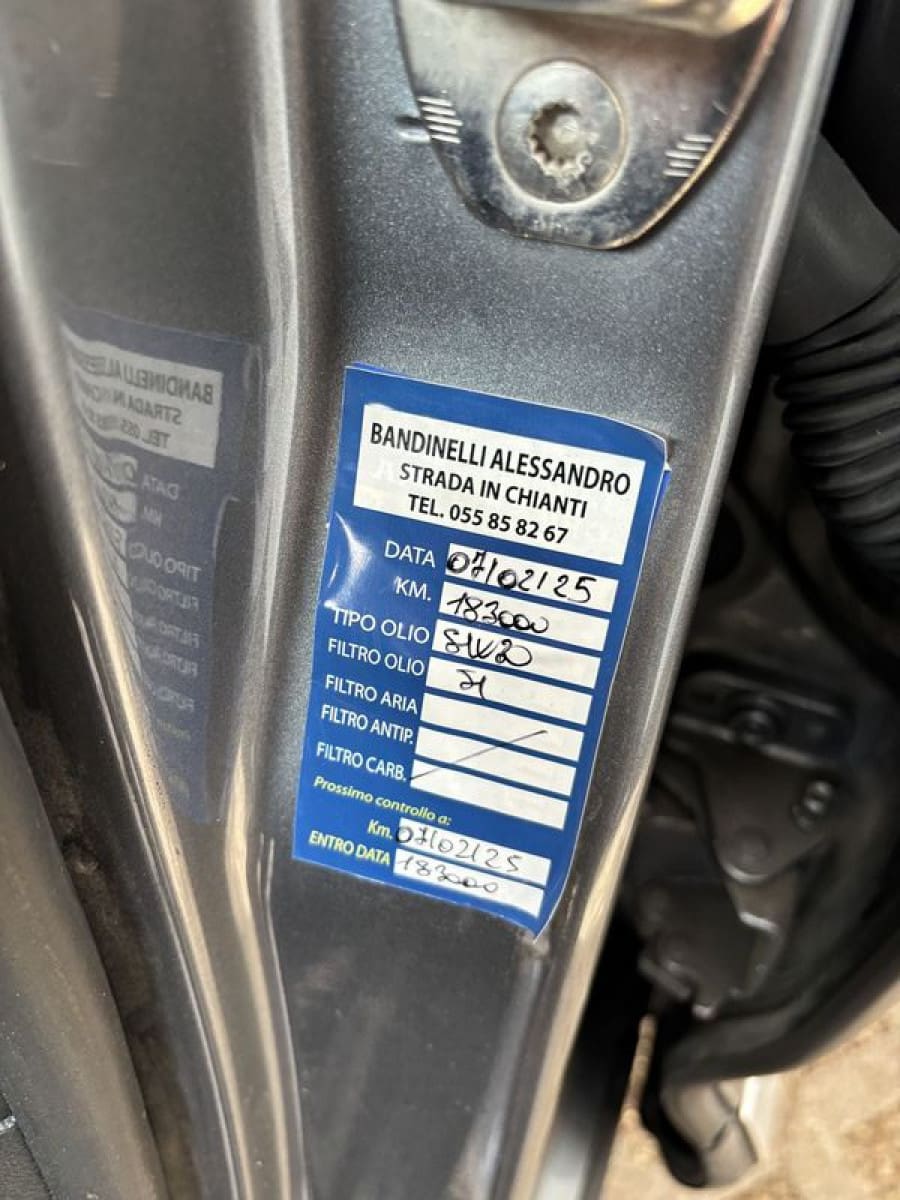 BANDINELLI ALESSANDRO
STRADA IN CHIANTI
TEL. 055 85 82 67
DATA 07/02/25
KM. 183000
TIPO OLIO 5W30
FILTRO OLIO
FILTRO ARIA
FILTRO ANTIP.
FILTRO CARB.
Prossimo controllo a:
Km. 07/02/25
ENTRO DATA 183000